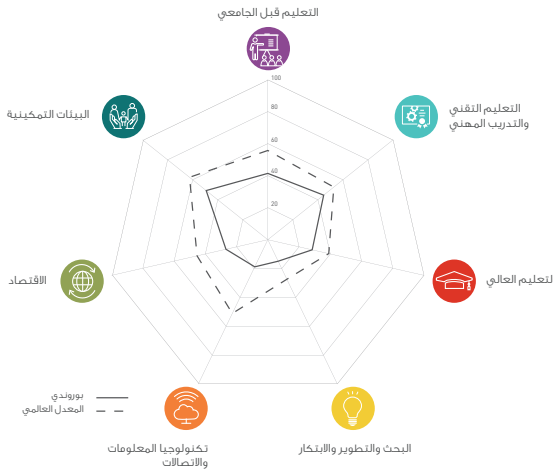 التعليم قبل الجامعي
100
80
60
40
20
التعليم التقني
والتدريب المهني
البيئات التمكينية
لتعليم العالي
الاقتصاد
بوروندي
المعدل العالمي
البحث والتطوير والابتكار
تكنولوجيا المعلومات
والاتصالات